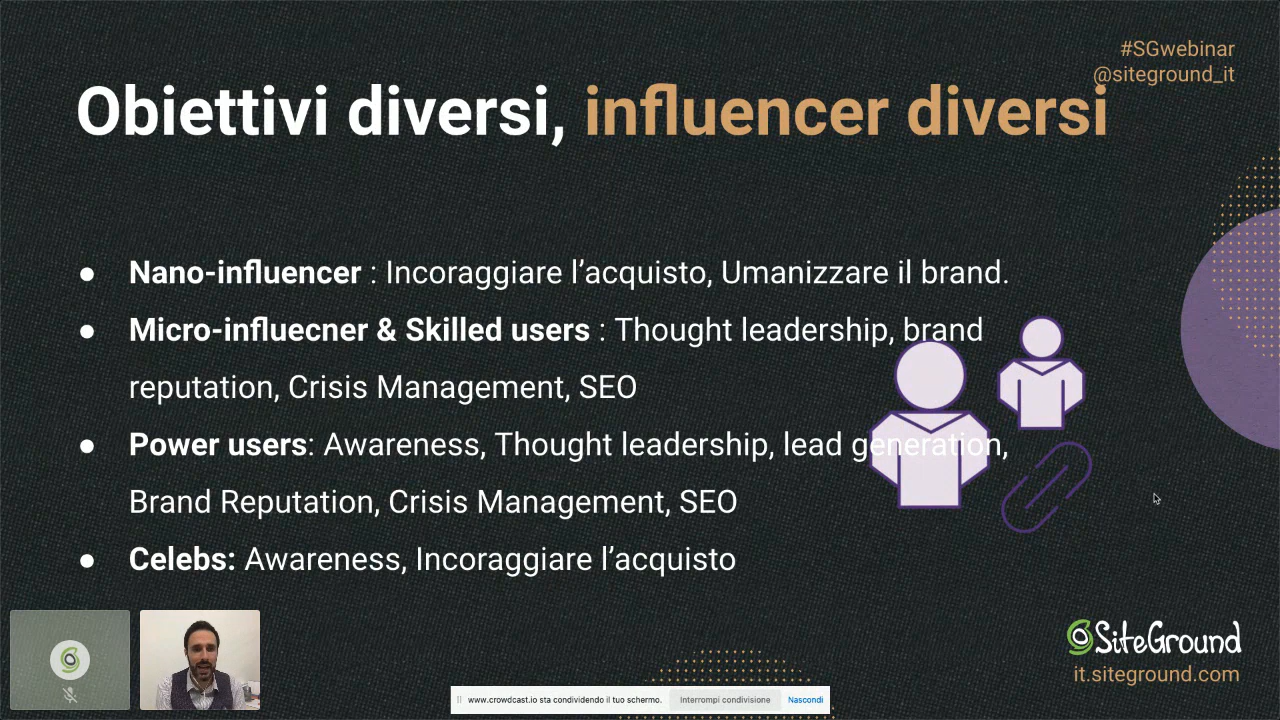 #SGwebinar
@siteground_it
Obiettivi diversi, influencer diversi
● Nano-influencer : Incoraggiare l’acquisto, Umanizzare il brand.
● Micro-influecner & Skilled users : Thought leadership, brand
reputation, Crisis Management, SEO
● Power users: Awareness, Thought leadership, lead generation,
Brand Reputation, Crisis Management, SEO
● Celebs: Awareness, Incoraggiare l’acquisto
SiteGround
it.siteground.com
www.crowdcast.io sta condividendo il tuo schermo. Interrompi condivisione Nascondi